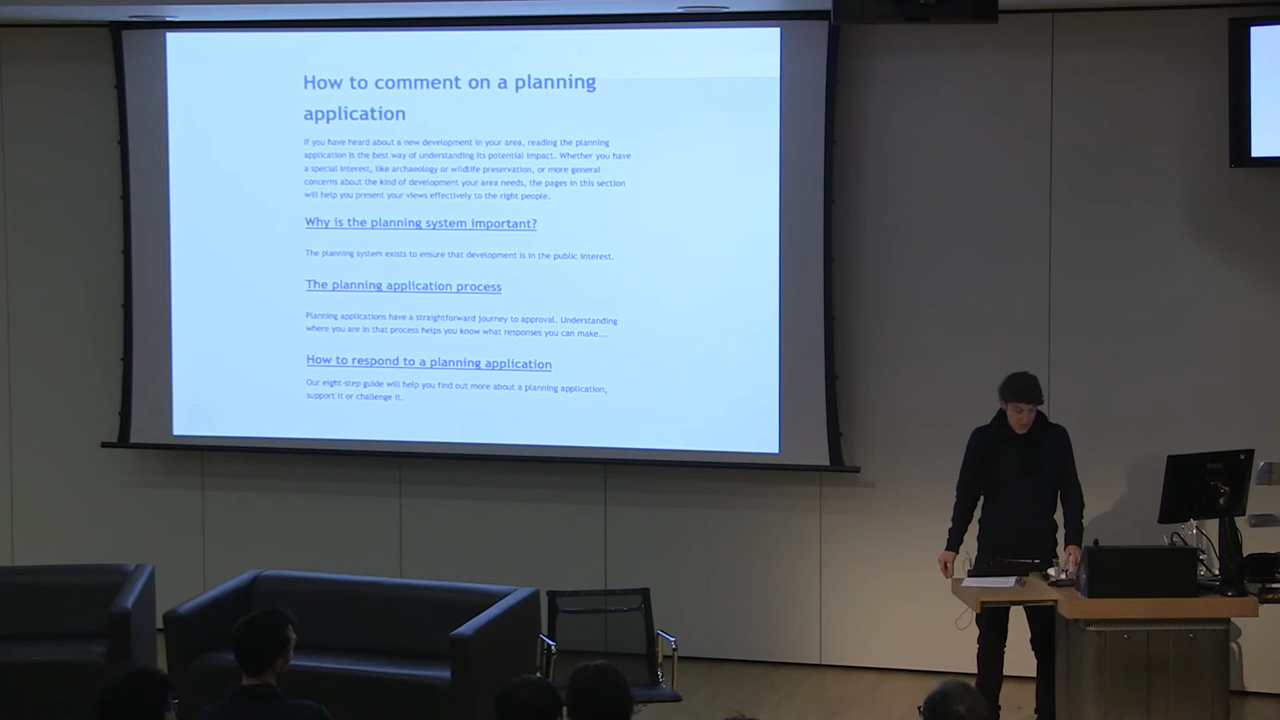 How to comment on a planning
application
If you have heard about a new development in your area, reading the planning
application is the best way of understanding its potential impact. Whether you have
a special interest, like archaeology or wildlife preservation, or more general
concerns about the kind of development your area needs, the pages in this section
will help you present your views effectively to the right people.
Why is the planning system important?
The planning system exists to ensure that development is in the public interest.
The planning application process
Planning applications have a straightforward journey to approval. Understanding
where you are in that process helps you know what responses you can make...
How to respond to a planning application
Our eight-step guide will help you find out more about a planning application,
support it or challenge it.